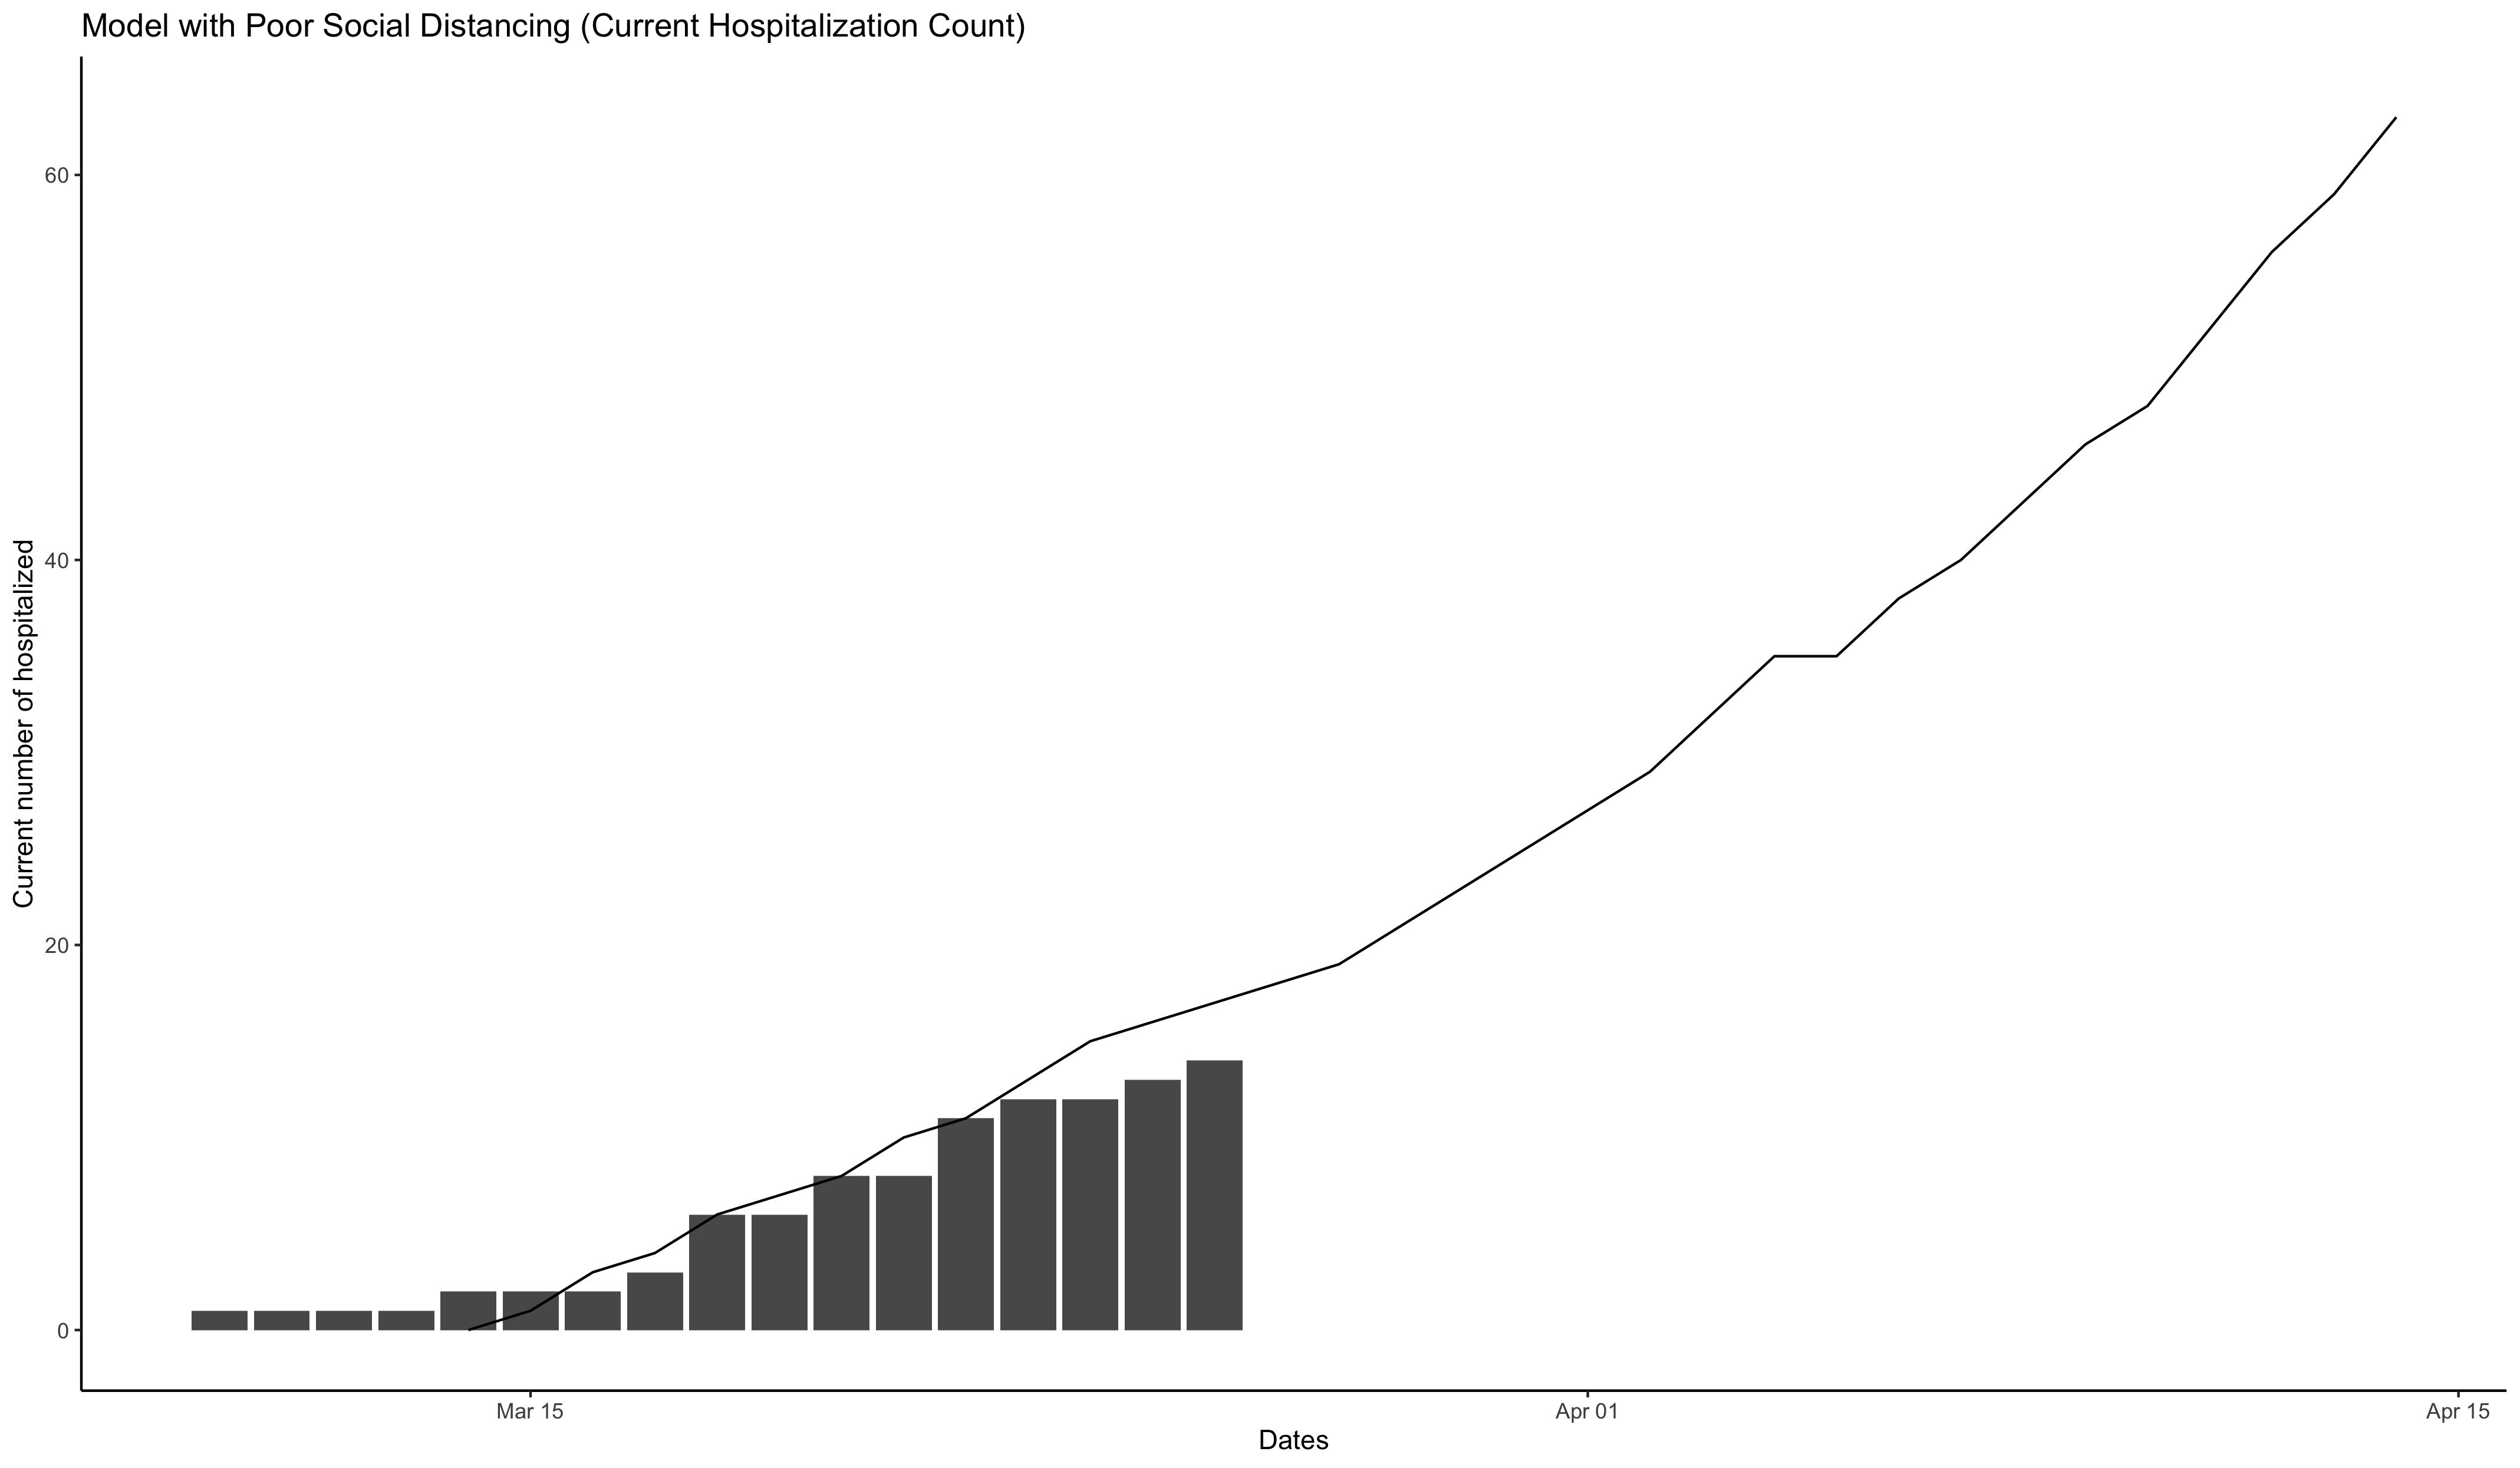 Model with Poor Social Distancing (Current Hospitalization Count)
Current number of hospitalized
60
40
20
0
Mar 15
Apr 01
Apr 15
Dates